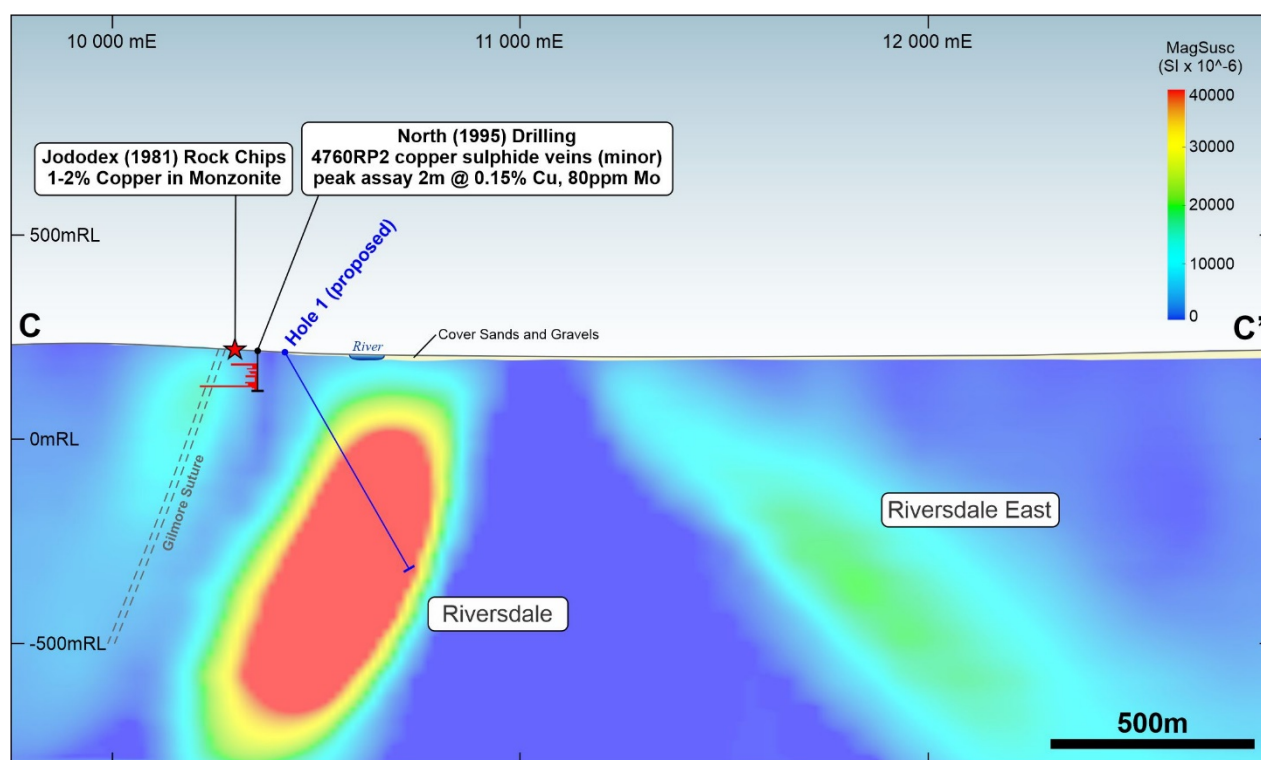 10 000 mE
11 000 mE
12 000 mE
MagSusc
(SI x 10^-6)
40000
30000
20000
10000
0
Jododex (1981) Rock Chips
1-2% Copper in Monzonite
North (1995) Drilling
4760RP2 copper sulphide veins (minor)
peak assay 2m @ 0.15% Cu, 80ppm Mo
500mRL
Hole 1 (proposed)
C
River
Cover Sands and Gravels
C'
0mRL
Gilmore Suture
Riversdale East
Riversdale
-500mRL
500m